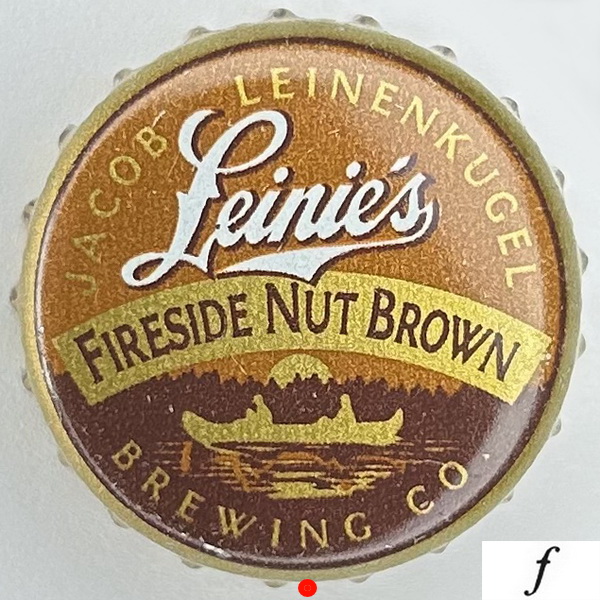 JACOB LEINENKUGEL
Leinie's
FIRESIDE NUT BROWN
BREWING CO
f